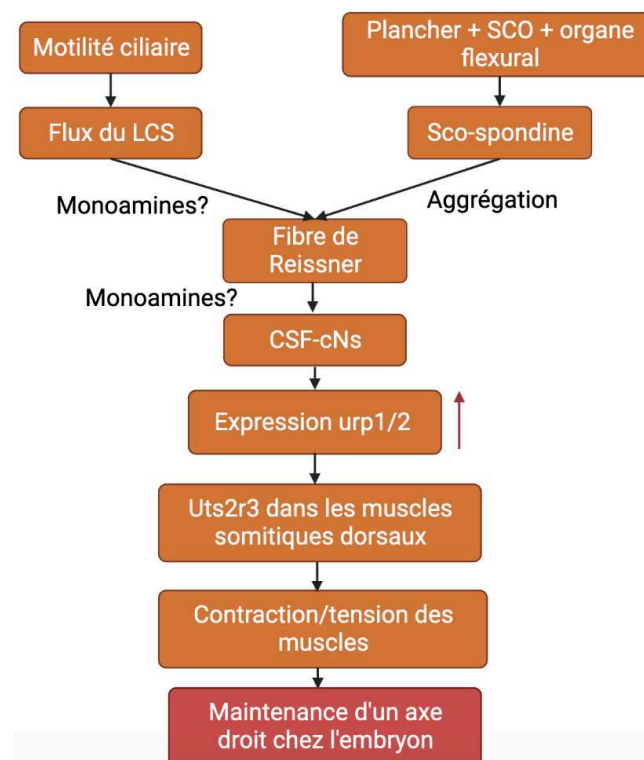 Motilité ciliaire
Plancher + SCO + organe
flexural
Flux du LCS
Sco-spondine
Monoamines?
Aggrégation
Fibre de
Reissner
Monoamines?
CSF-cNs
Expression urp1/2
Uts2r3 dans les muscles
somitiques dorsaux
Contraction/tension des
muscles
Maintenance d'un axe
droit chez l'embryon